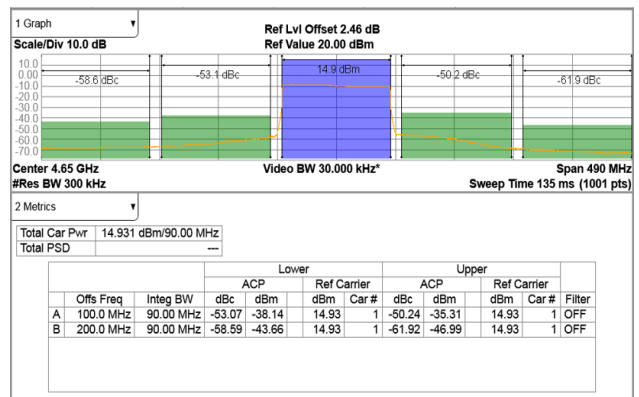 1 Graph
Scale/Div 10.0 dB
Ref Lvl Offset 2.46 dB
Ref Value 20.00 dBm
10.0
0.00
-10.0
-20.0
-30.0
-40.0
-50.0
-60.0
-70.0
-58.6 dBc
-53.1 dBc
14.9 dBm
-50.2 dBc
-61.9 dBc
Center 4.65 GHz
Video BW 30.000 kHz*
Span 490 MHz
#Res BW 300 kHz
Sweep Time 135 ms (1001 pts)
2 Metrics
Total Car Pwr 14.931 dBm/90.00 MHz
Total PSD ---
Lower Upper
ACP Ref Carrier ACP Ref Carrier
Offs Freq Integ BW dBc dBm dBm Car # dBc dBm dBm Car # Filter
A 100.0 MHz 90.00 MHz -53.07 -38.14 14.93 1 -50.24 -35.31 14.93 1 OFF
B 200.0 MHz 90.00 MHz -58.59 -43.66 14.93 1 -61.92 -46.99 14.93 1 OFF